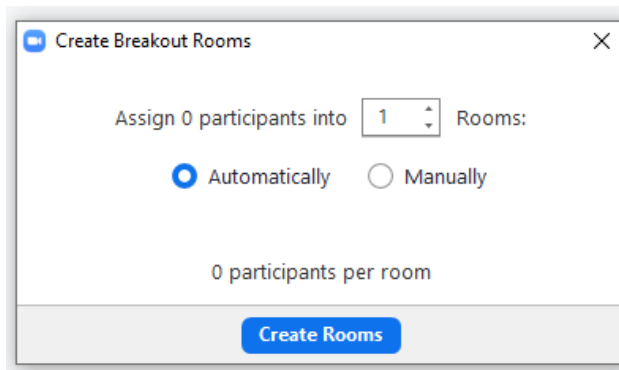 Create Breakout Rooms
Assign 0 participants into 1 Rooms:
Automatically Manually
0 participants per room
Create Rooms